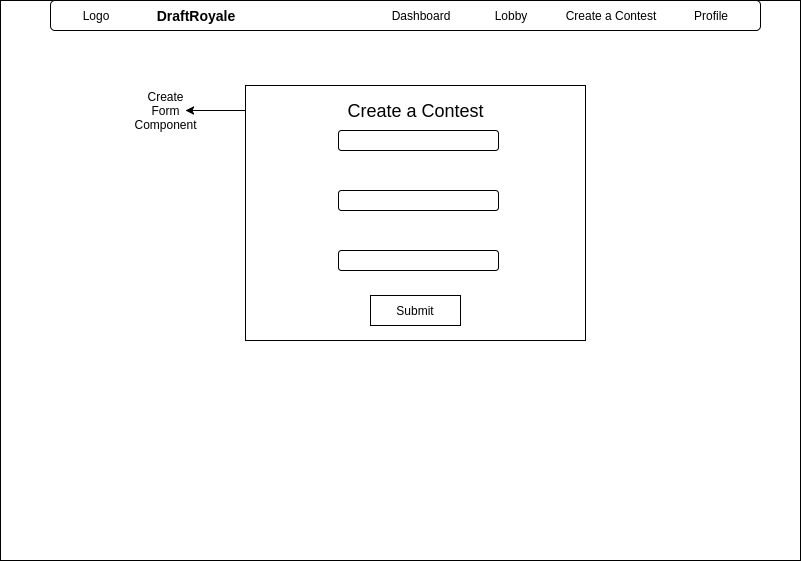 Logo DraftRoyale Dashboard Lobby Create a Contest Profile
Create
Form
Component
Create a Contest
Submit